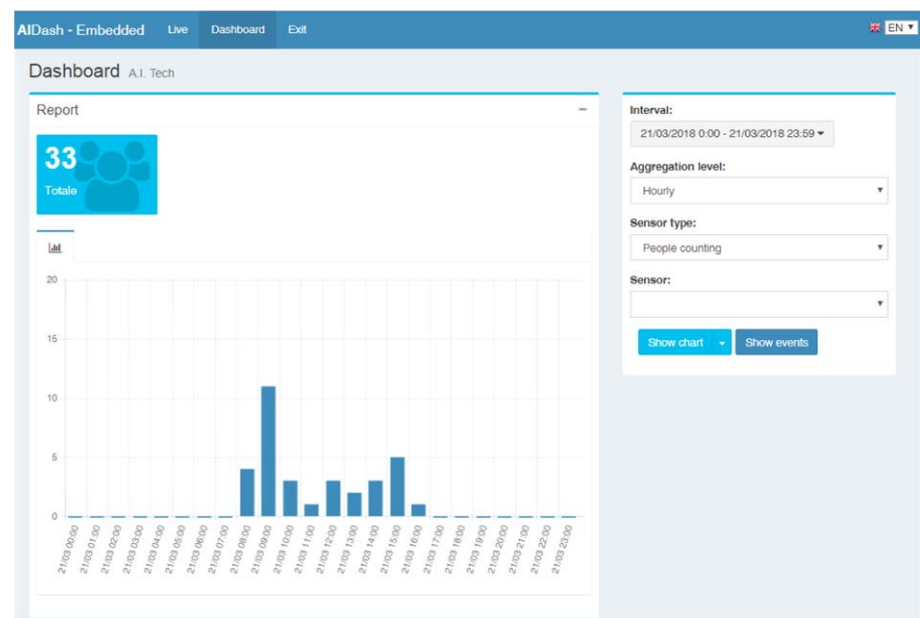 AIDash - Embedded Live Dashboard Exit EN
Dashboard A.I. Tech
Report
33
Totale
20
15
10
5
0
21/03 00:00
21/03 01:00
21/03 02:00
21/03 03:00
21/03 04:00
21/03 05:00
21/03 06:00
21/03 07:00
21/03 08:00
21/03 09:00
21/03 10:00
21/03 11:00
21/03 12:00
21/03 13:00
21/03 14:00
21/03 15:00
21/03 16:00
21/03 17:00
21/03 18:00
21/03 19:00
21/03 20:00
21/03 21:00
21/03 22:00
21/03 23:00
Interval:
21/03/2018 0:00 - 21/03/2018 23:59
Aggregation level:
Hourly
Sensor type:
People counting
Sensor:
Show chart Show events